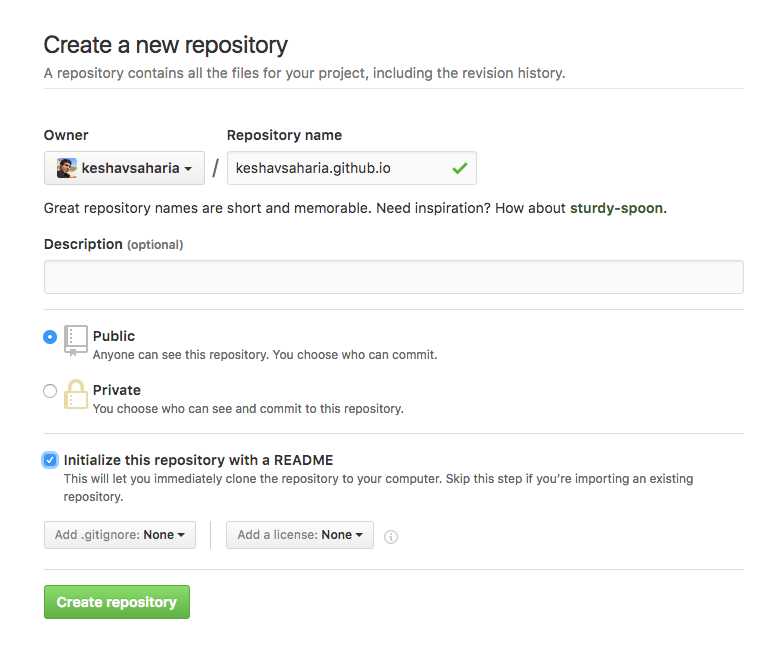 Create a new repository
A repository contains all the files for your project, including the revision history.
Owner
Repository name
keshavsaharia / keshavsaharia.github.io
Great repository names are short and memorable. Need inspiration? How about sturdy-spoon.
Description (optional)
Public
Anyone can see this repository. You choose who can commit.
Private
You choose who can see and commit to this repository.
Initialize this repository with a README
This will let you immediately clone the repository to your computer. Skip this step if you’re importing an existing
repository.
Add .gitignore: None
Add a license: None
Create repository